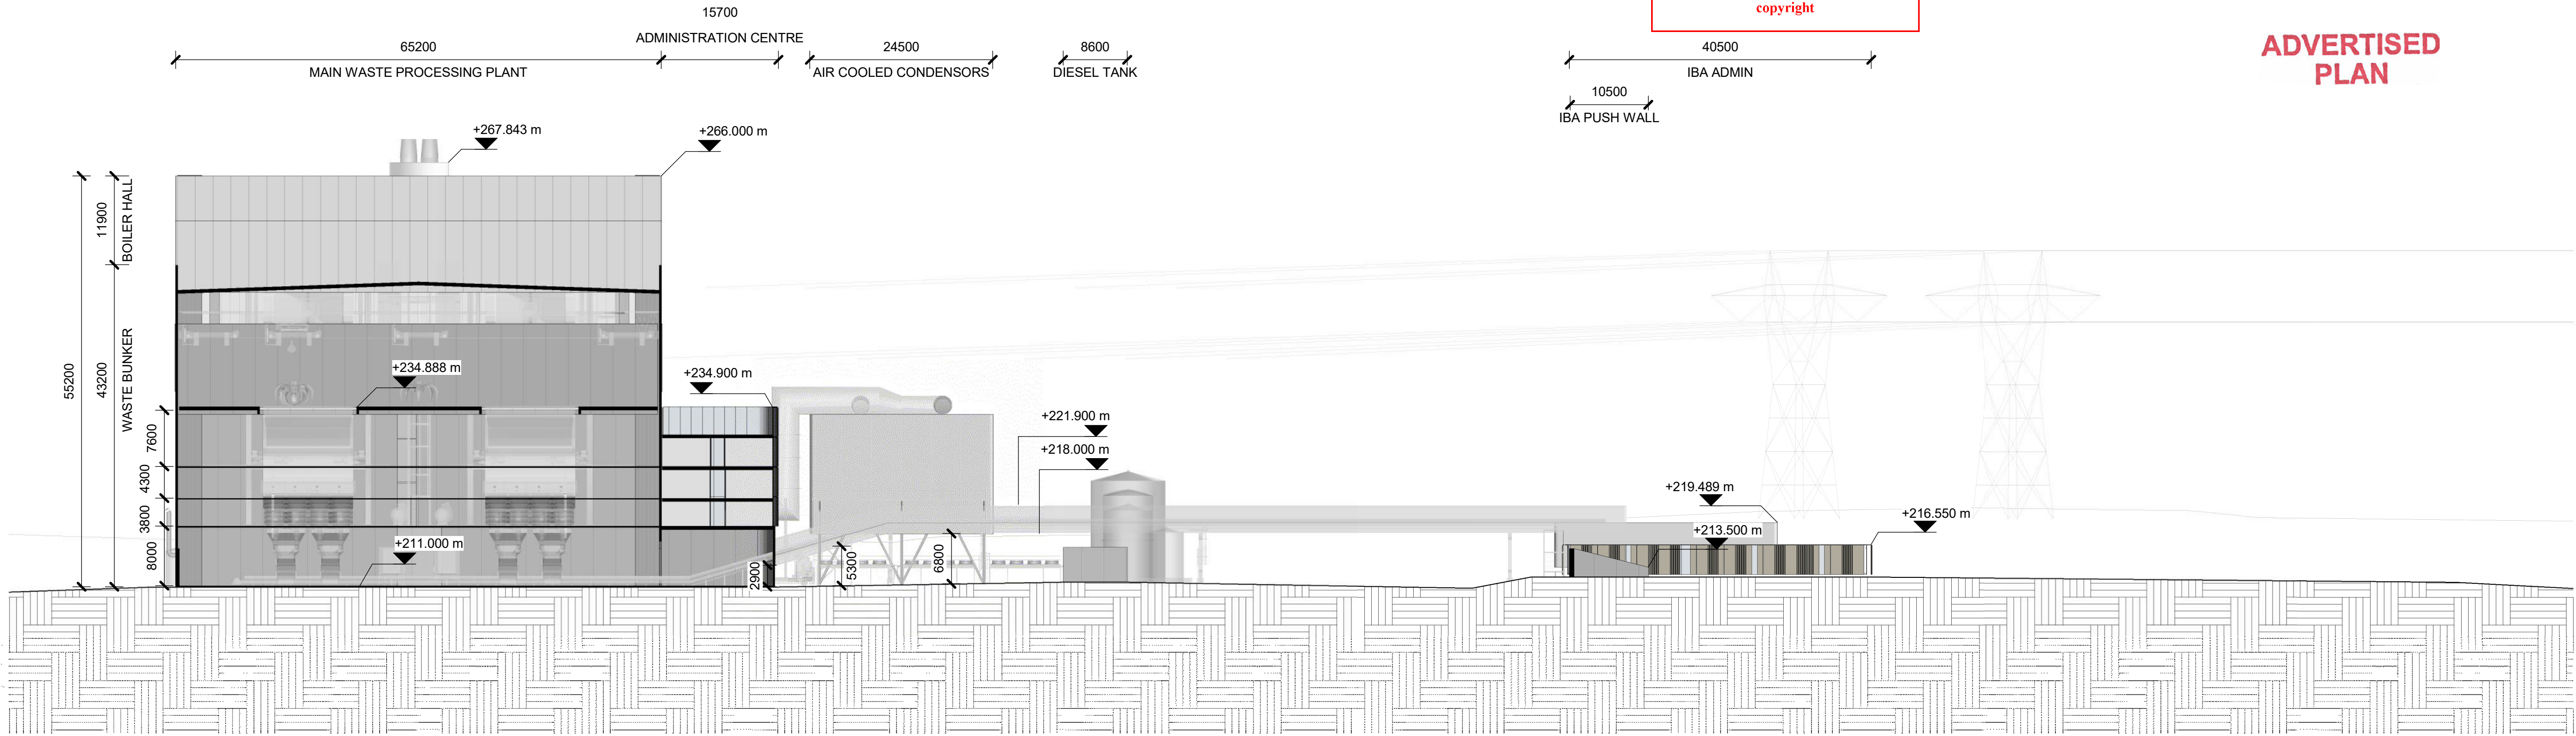 copyright
ADVERTISED
PLAN
15700
ADMINISTRATION CENTRE
65200
MAIN WASTE PROCESSING PLANT
24500
AIR COOLED CONDENSORS
8600
DIESEL TANK
40500
IBA ADMIN
10500
IBA PUSH WALL
+267.843 m
+266.000 m
11900
BOILER HALL
55200
43200
WASTE BUNKER
+234.888 m
+234.900 m
7600
4300
3800
8000
+211.000 m
2900
5300
6800
+221.900 m
+218.000 m
+219.489 m
+213.500 m
+216.550 m